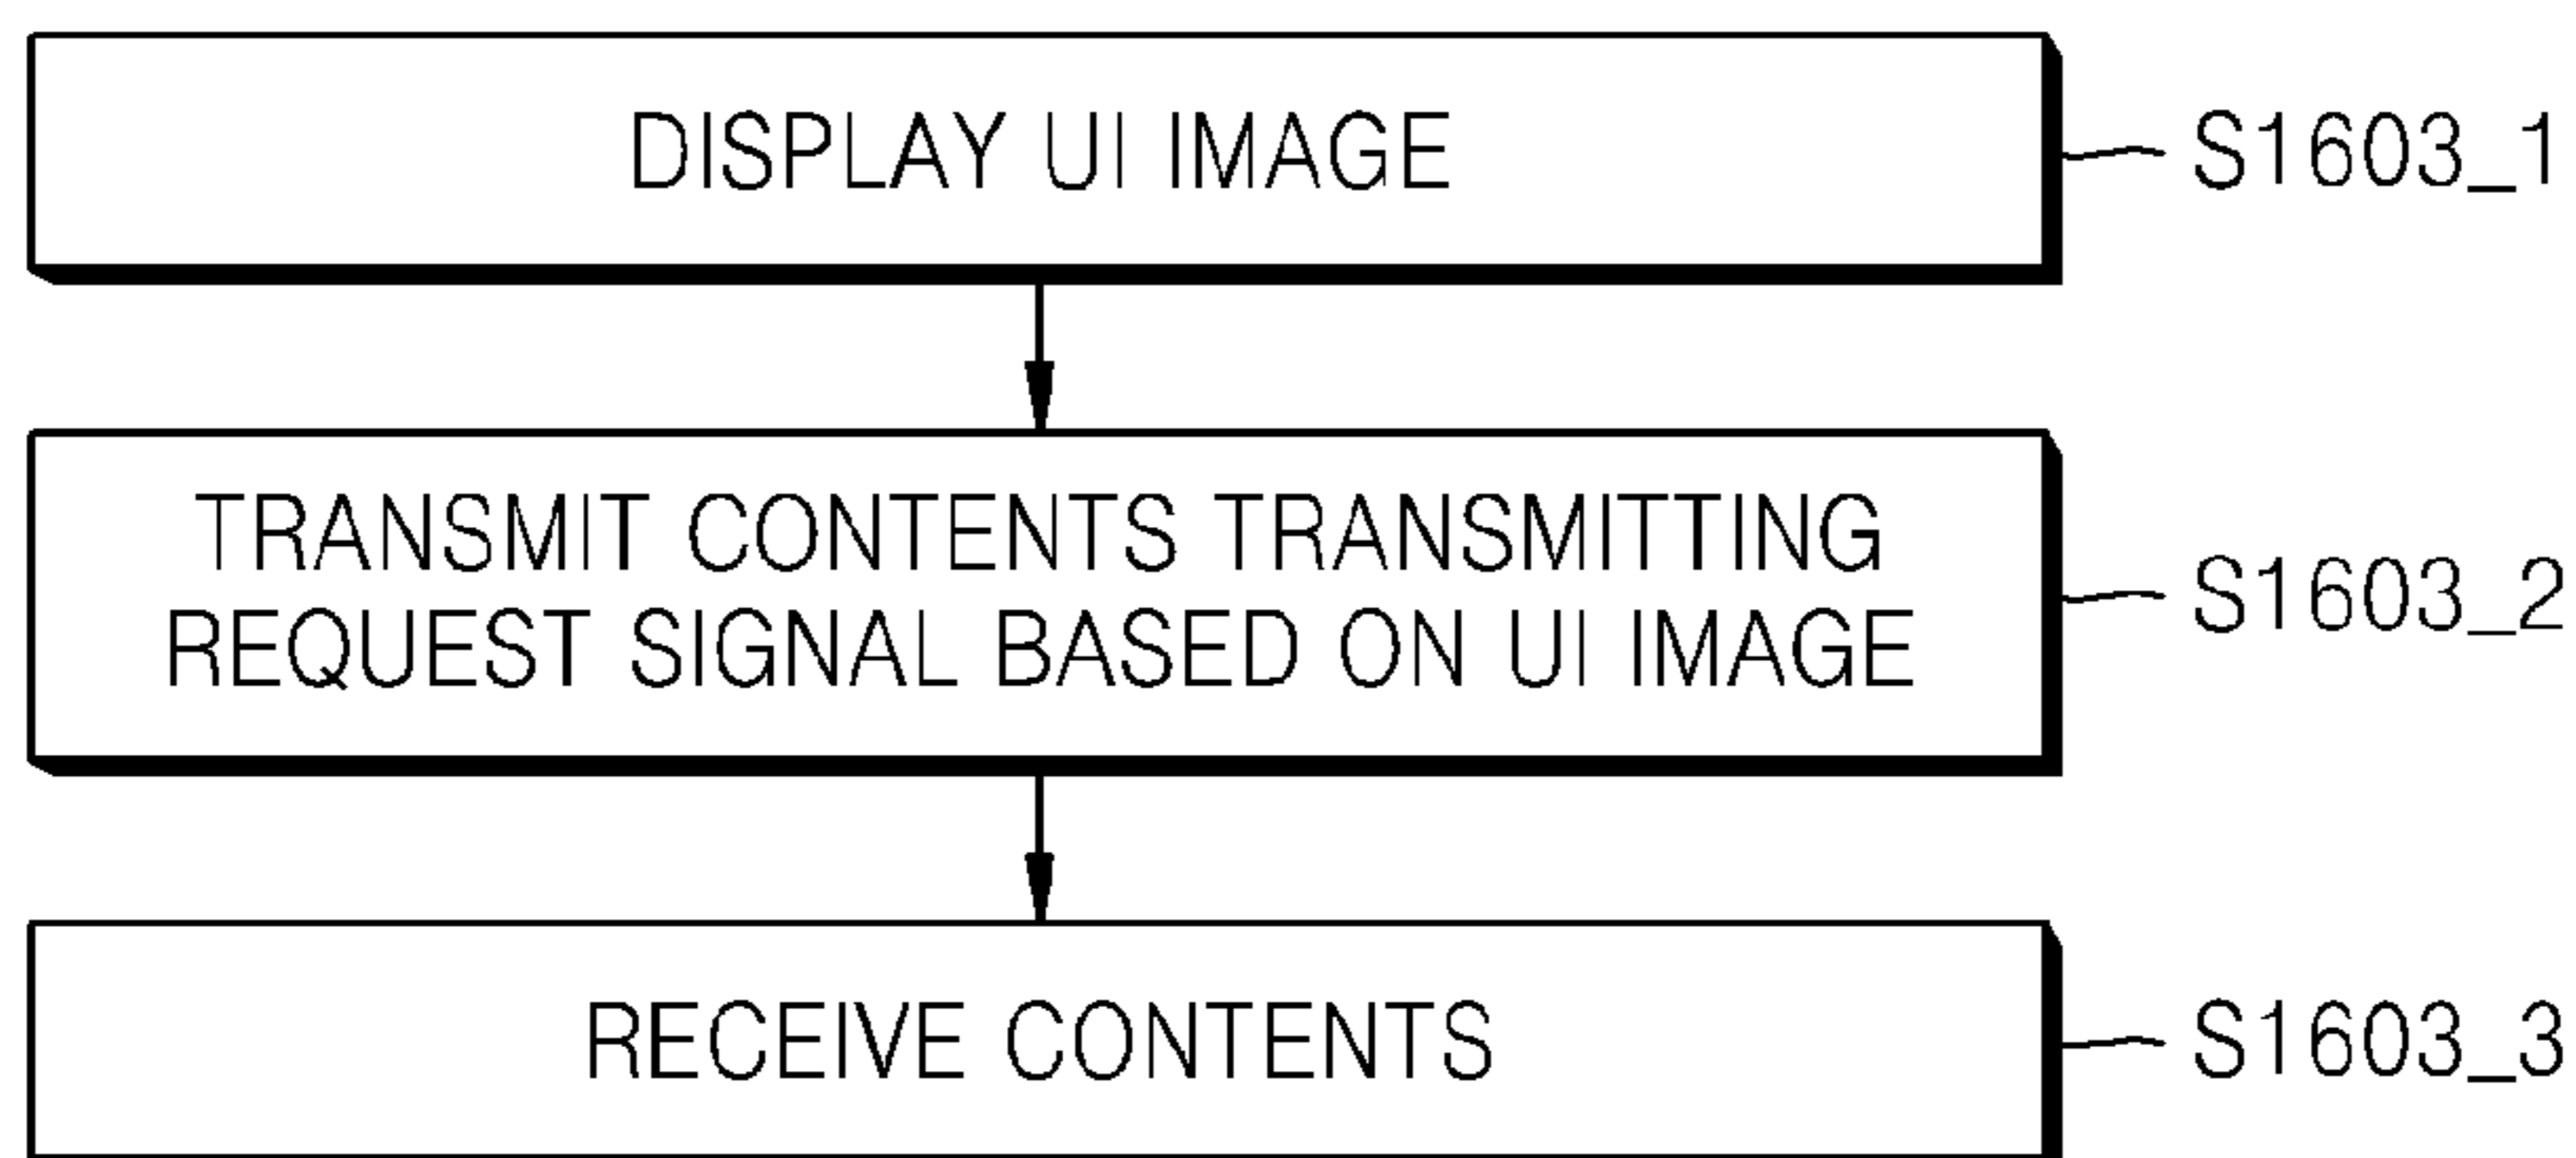 DISPLAY UI IMAGE
S1603_1
TRANSMIT CONTENTS TRANSMITTING
REQUEST SIGNAL BASED ON UI IMAGE
S1603_2
RECEIVE CONTENTS
S1603_3